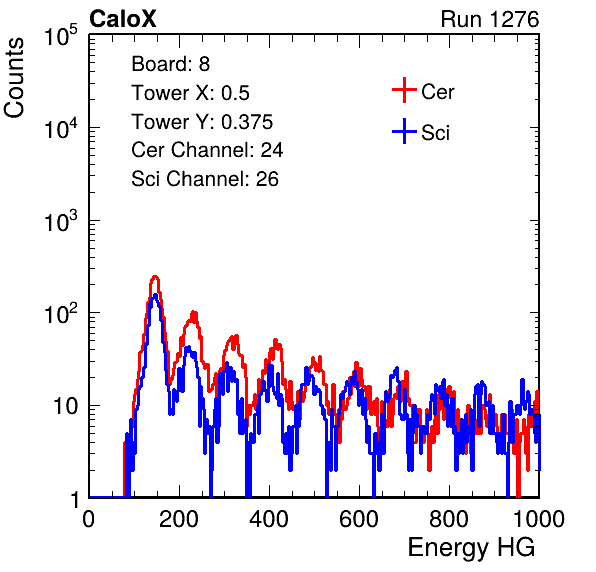 CaloX Run 1276
Counts
10^5
10^4
10^3
10^2
10
1
Board: 8
Tower X: 0.5
Tower Y: 0.375
Cer Channel: 24
Sci Channel: 26
Cer
Sci
0 200 400 600 800 1000
Energy HG